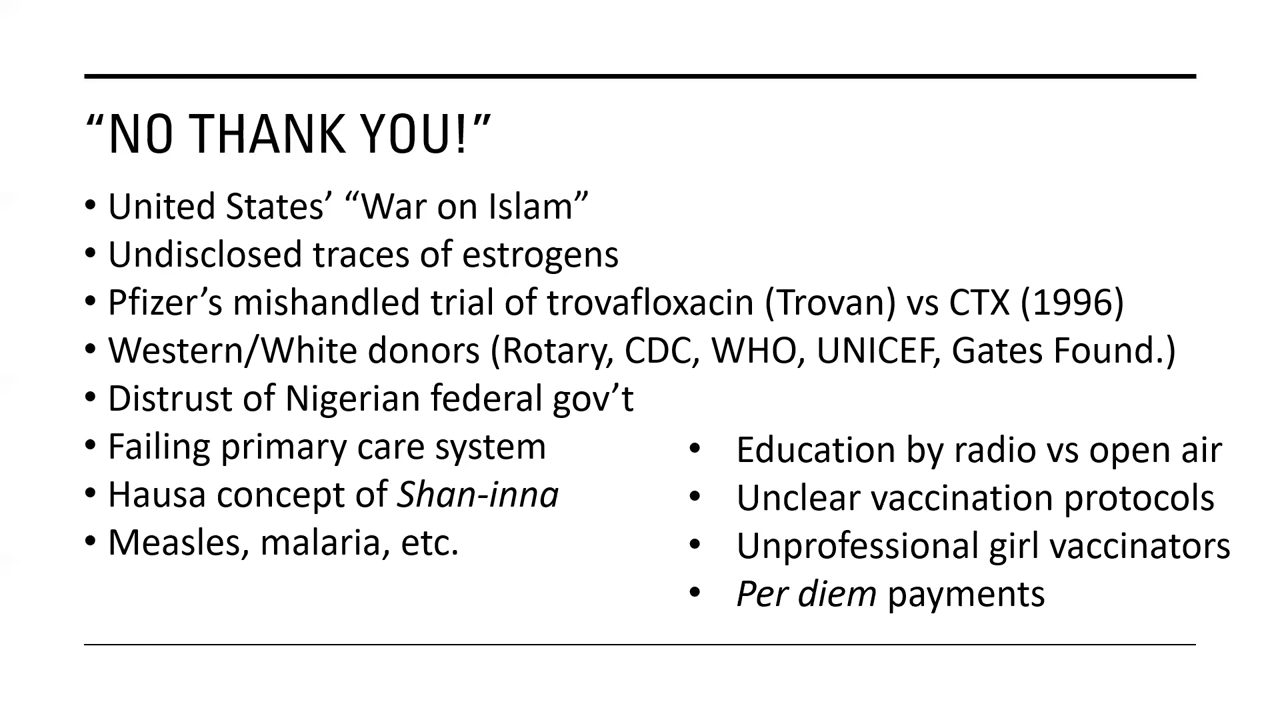 “NO THANK YOU!”
• United States’ “War on Islam”
• Undisclosed traces of estrogens
• Pfizer’s mishandled trial of trovafloxacin (Trovan) vs CTX (1996)
• Western/White donors (Rotary, CDC, WHO, UNICEF, Gates Found.)
• Distrust of Nigerian federal gov’t
• Failing primary care system
• Hausa concept of Shan-inna
• Measles, malaria, etc.
• Education by radio vs open air
• Unclear vaccination protocols
• Unprofessional girl vaccinators
• Per diem payments